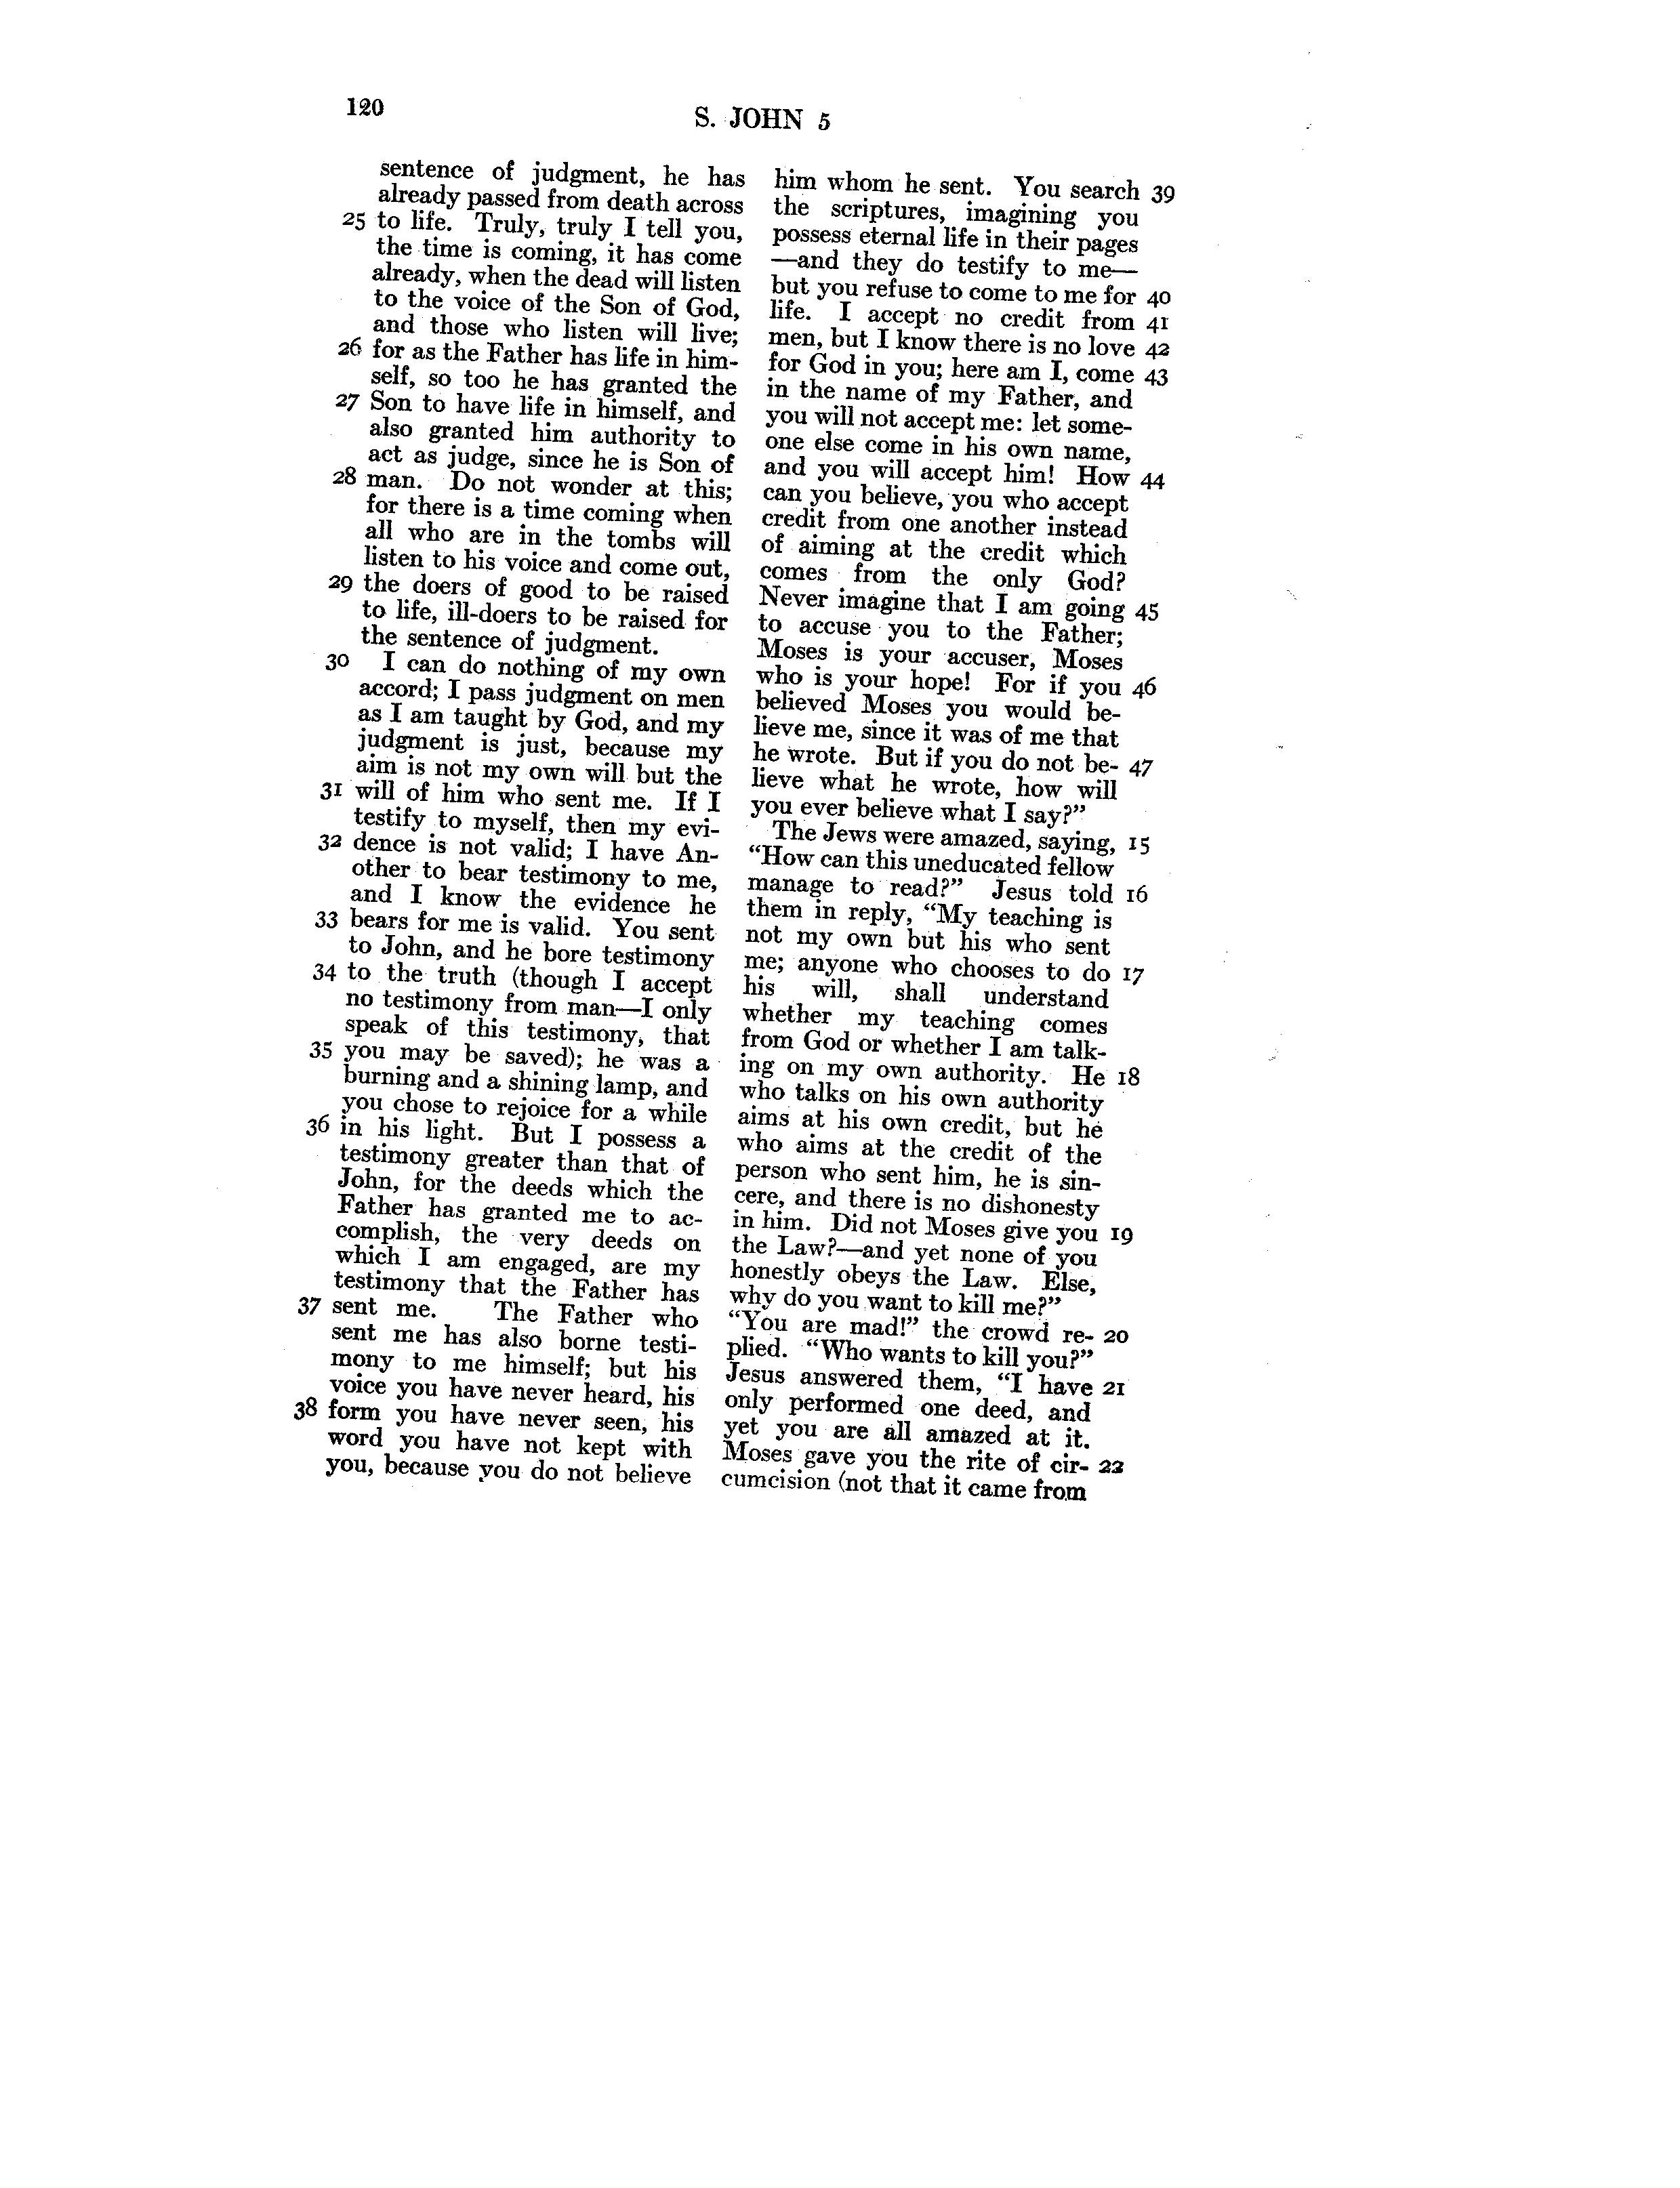 120
S. JOHN 5
sentence of judgment, he has
already passed from death across
25 to life. Truly, truly I tell you,
the time is coming, it has come
already, when the dead will listen
to the voice of the Son of God,
and those who listen will live;
26 for as the Father has life in him-
self, so too he has granted the
27 Son to have life in himself, and
also granted him authority to
act as judge, since he is Son of
28 man. Do not wonder at this;
for there is a time coming when
all who are in the tombs will
listen to his voice and come out,
29 the doers of good to be raised
to life, ill-doers to be raised for
the sentence of judgment.
30 I can do nothing of my own
accord; I pass judgment on men
as I am taught by God, and my
judgment is just, because my
aim is not my own will but the
31 will of him who sent me. If I
testify to myself, then my evi-
32 dence is not valid; I have An-
other to bear testimony to me,
and I know the evidence he
33 bears for me is valid. You sent
to John, and he bore testimony
34 to the truth (though I accept
no testimony from man—I only
speak of this testimony, that
35 you may be saved); he was a
burning and a shining lamp, and
you chose to rejoice for a while
36 in his light. But I possess a
testimony greater than that of
John, for the deeds which the
Father has granted me to ac-
complish, the very deeds on
which I am engaged, are my
testimony that the Father has
37 sent me. The Father who
sent me has also borne testi-
mony to me himself; but his
voice you have never heard, his
38 form you have never seen, his
word you have not kept with
you, because you do not believe
him whom he sent. You search 39
the scriptures, imagining you
possess eternal life in their pages
—and they do testify to me—
but you refuse to come to me for 40
life. I accept no credit from 41
men, but I know there is no love 42
for God in you; here am I, come 43
in the name of my Father, and
you will not accept me: let some-
one else come in his own name,
and you will accept him! How 44
can you believe, you who accept
credit from one another instead
of aiming at the credit which
comes from the only God?
Never imagine that I am going 45
to accuse you to the Father;
Moses is your accuser, Moses
who is your hope! For if you 46
believed Moses you would be-
lieve me, since it was of me that
he wrote. But if you do not be- 47
lieve what he wrote, how will
you ever believe what I say?”
The Jews were amazed, saying, 15
“How can this uneducated fellow
manage to read?” Jesus told 16
them in reply, “My teaching is
not my own but his who sent
me; anyone who chooses to do 17
his will, shall understand
whether my teaching comes
from God or whether I am talk-
ing on my own authority. He 18
who talks on his own authority
aims at his own credit, but he
who aims at the credit of the
person who sent him, he is sin-
cere, and there is no dishonesty
in him. Did not Moses give you 19
the Law?—and yet none of you
honestly obeys the Law. Else,
why do you want to kill me?”
“You are mad!” the crowd re- 20
plied. “Who wants to kill you?”
Jesus answered them, “I have 21
only performed one deed, and
yet you are all amazed at it.
Moses gave you the rite of cir- 22
cumcision (not that it came from